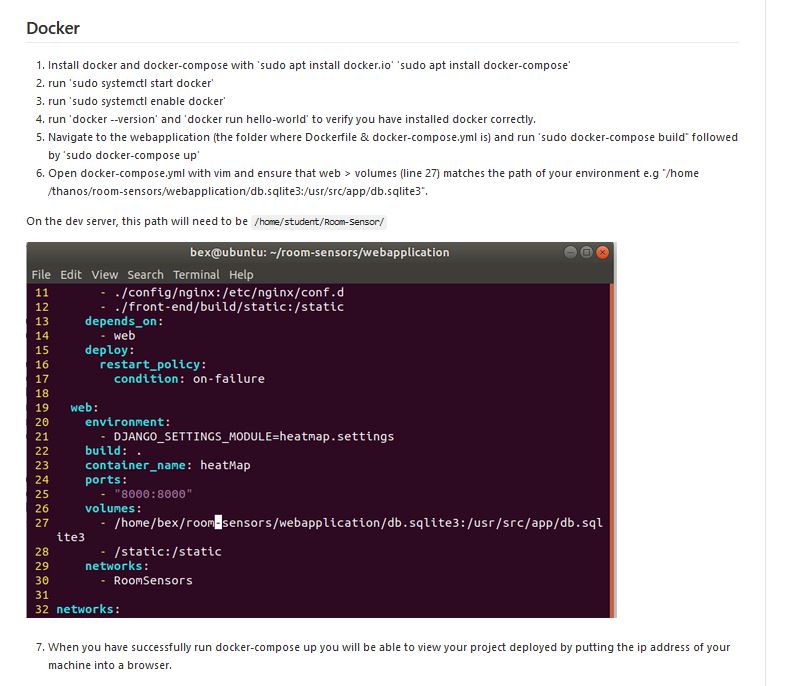 Docker
1. Install docker and docker-compose with `sudo apt install docker.io' 'sudo apt install docker-compose'
2. run 'sudo systemctl start docker'
3. run 'sudo systemctl enable docker'
4. run 'docker --version' and 'docker run hello-world' to verify you have installed docker correctly.
5. Navigate to the webapplication (the folder where Dockerfile & docker-compose.yml is) and run 'sudo docker-compose build" followed
by 'sudo docker-compose up'
6. Open docker-compose.yml with vim and ensure that web > volumes (line 27) matches the path of your environment e.g "/home
/thanos/room-sensors/webapplication/db.sqlite3:/usr/src/app/db.sqlite3".
On the dev server, this path will need to be /home/student/Room-Sensor/
bex@ubuntu: ~/room-sensors/webapplication
File Edit View Search Terminal Help
11 - ./config/nginx:/etc/nginx/conf.d
12 - ./front-end/build/static:/static
13 depends_on:
14 - web
15 deploy:
16 restart_policy:
17 condition: on-failure
18
19 web:
20 environment:
21 - DJANGO_SETTINGS_MODULE=heatmap.settings
22 build: .
23 container_name: heatMap
24 ports:
25 - "8000:8000"
26 volumes:
27 - /home/bex/room-sensors/webapplication/db.sqlite3:/usr/src/app/db.sql
ite3
28 - /static:/static
29 networks:
30 - RoomSensors
31
32 networks:
7. When you have successfully run docker-compose up you will be able to view your project deployed by putting the ip address of your
machine into a browser.